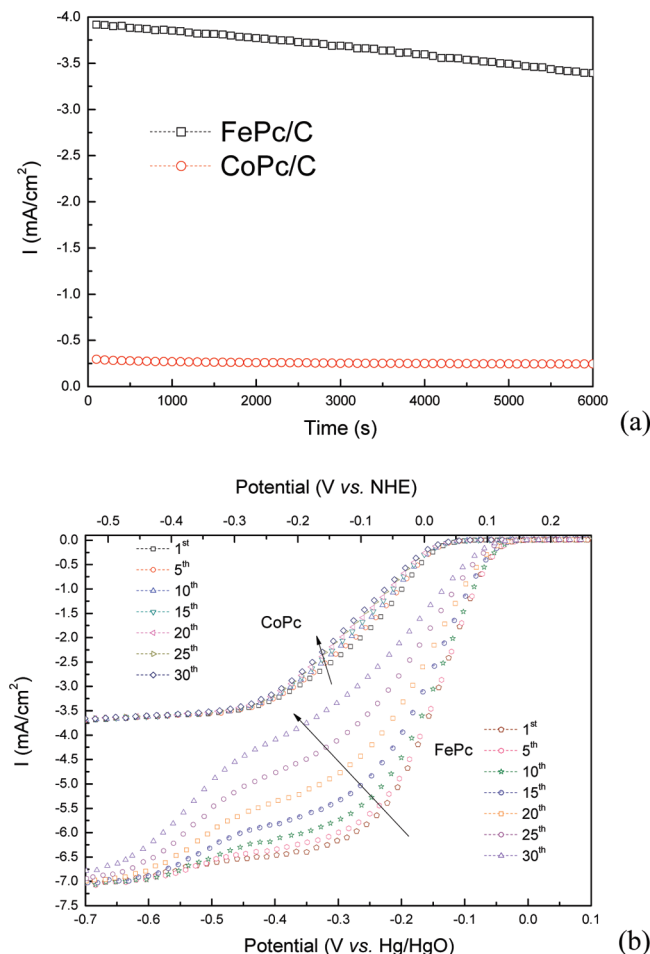 -4.0
-3.5
-3.0
-2.5
-2.0
-1.5
-1.0
-0.5
0.0
I (mA/cm²)
FePc/C
CoPc/C
0 1000 2000 3000 4000 5000 6000
Time (s)
(a)
Potential (V vs. NHE)
-0.5 -0.4 -0.3 -0.2 -0.1 0.0 0.1 0.2
0.0
-0.5
-1.0
-1.5
-2.0
-2.5
-3.0
-3.5
-4.0
-4.5
-5.0
-5.5
-6.0
-6.5
-7.0
-7.5
I (mA/cm²)
1st
5th
10th
15th
20th
25th
30th
CoPc
FePc
1st
5th
10th
15th
20th
25th
30th
-0.7 -0.6 -0.5 -0.4 -0.3 -0.2 -0.1 0.0 0.1
Potential (V vs. Hg/HgO)
(b)